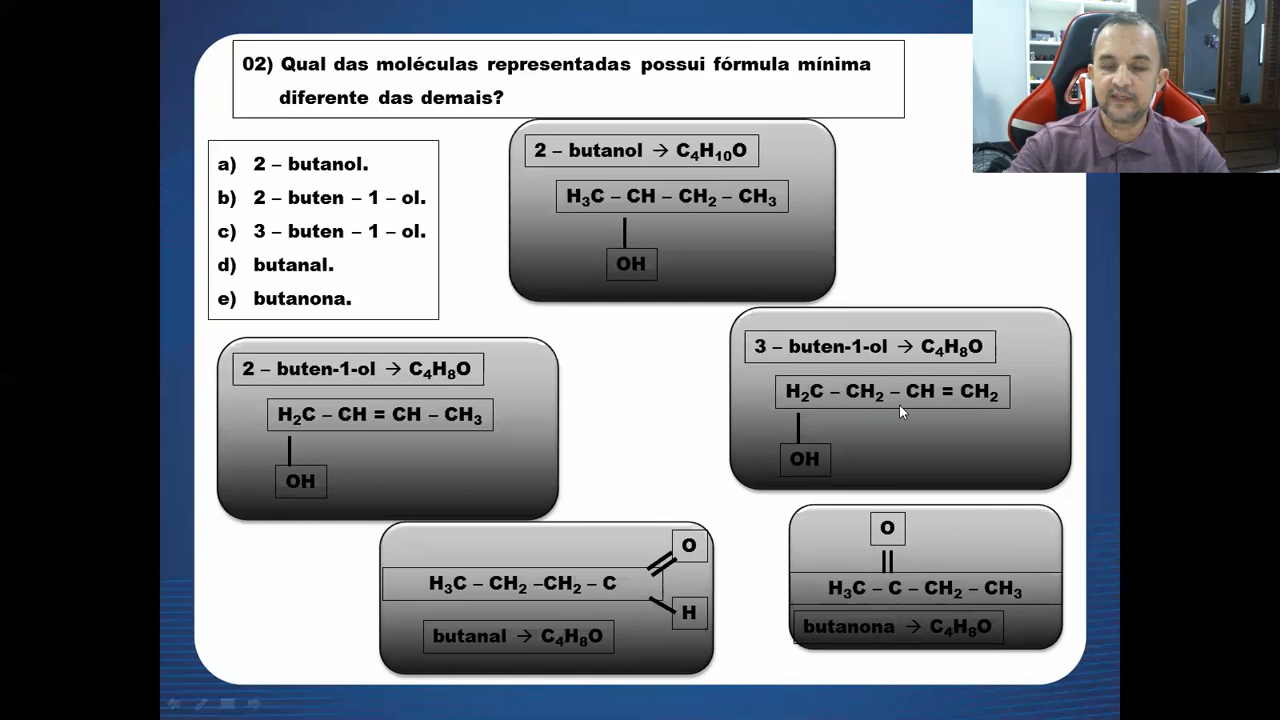 02) Qual das moléculas representadas possui fórmula mínima
diferente das demais?
a) 2 – butanol.
b) 2 – buten – 1 – ol.
c) 3 – buten – 1 – ol.
d) butanal.
e) butanona.
2 – butanol → C₄H₁₀O
H₃C – CH – CH₂ – CH₃
OH
2 – buten-1-ol → C₄H₈O
H₂C – CH = CH – CH₃
OH
3 – buten-1-ol → C₄H₈O
H₂C – CH₂ – CH = CH₂
OH
O
H₃C – CH₂ –CH₂ – C
H
butanal → C₄H₈O
O
H₃C – C – CH₂ – CH₃
butanona → C₄H₈O